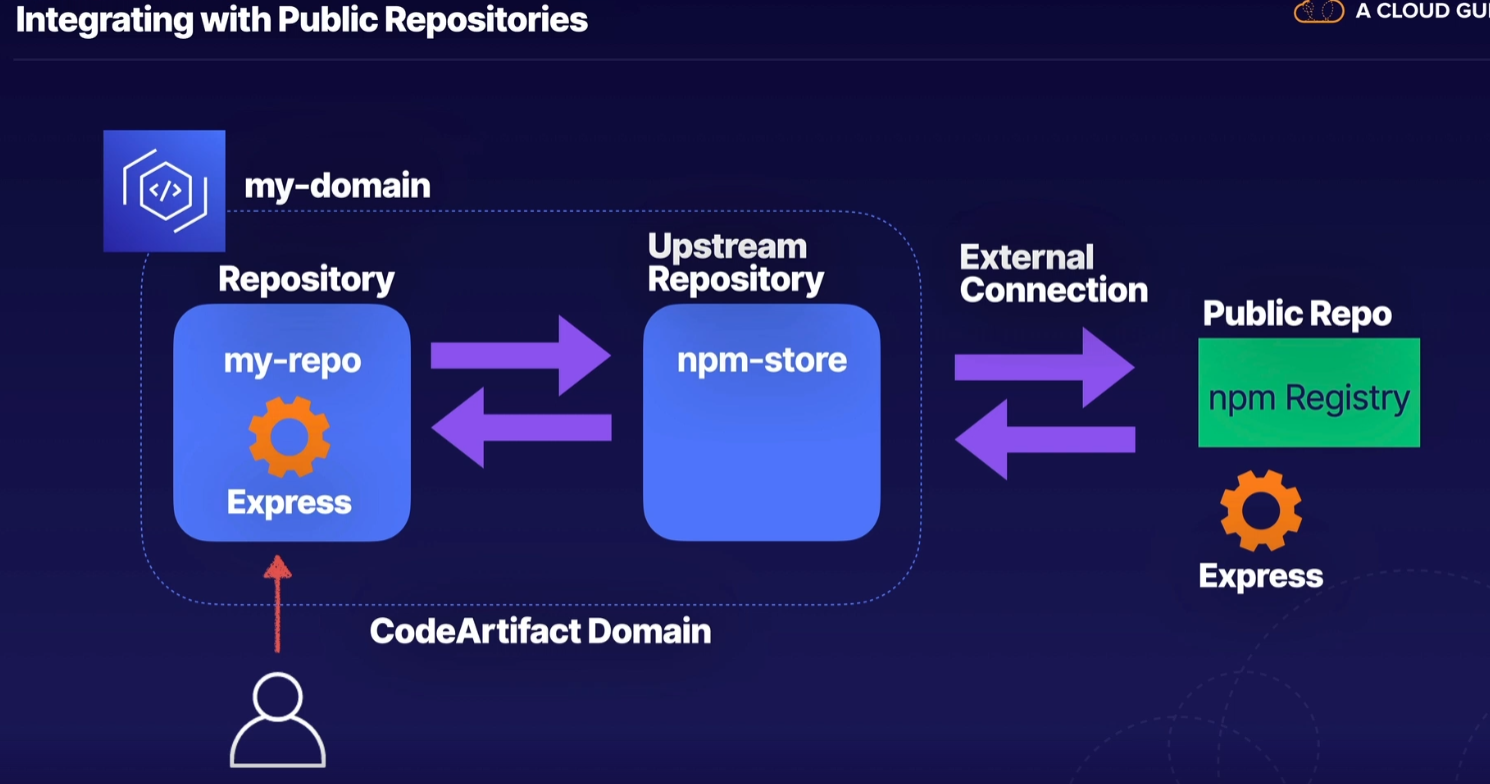 Integrating with Public Repositories
A CLOUD
my-domain
Repository
Upstream
Repository
External
Connection
Public Repo
my-repo
npm-store
npm Registry
Express
Express
CodeArtifact Domain